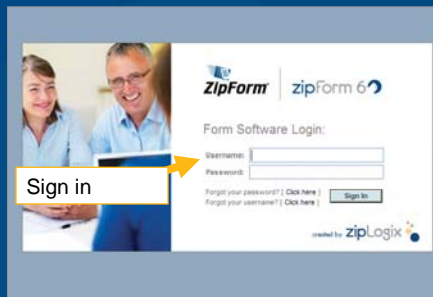 ZipForm zipForm 6
Form Software Login:
Username:
Password:
Sign in
Forgot your password? [ Click here ]
Forgot your username? [ Click here ]
Sign In
created by zipLogix